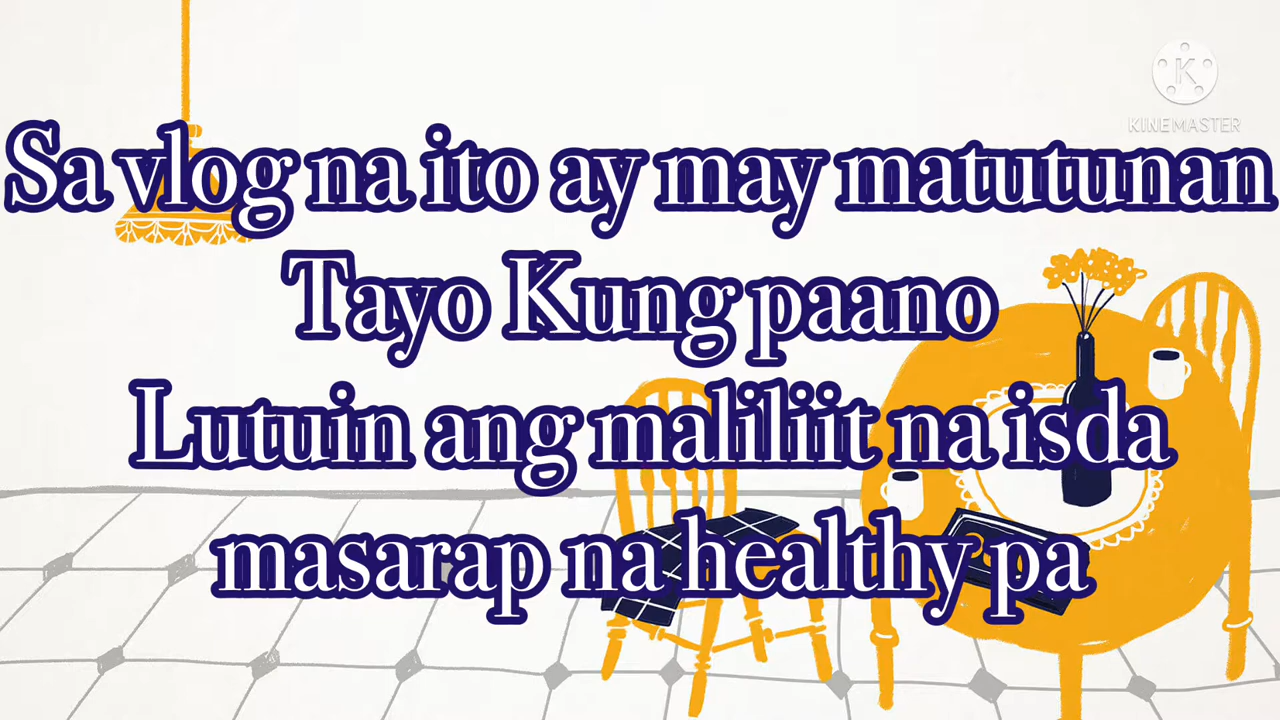 KINEMASTER
Sa vlog na ito ay may matutunan
Tayo Kung paano
Lutuin ang maliliit na isda
masarap na healthy pa